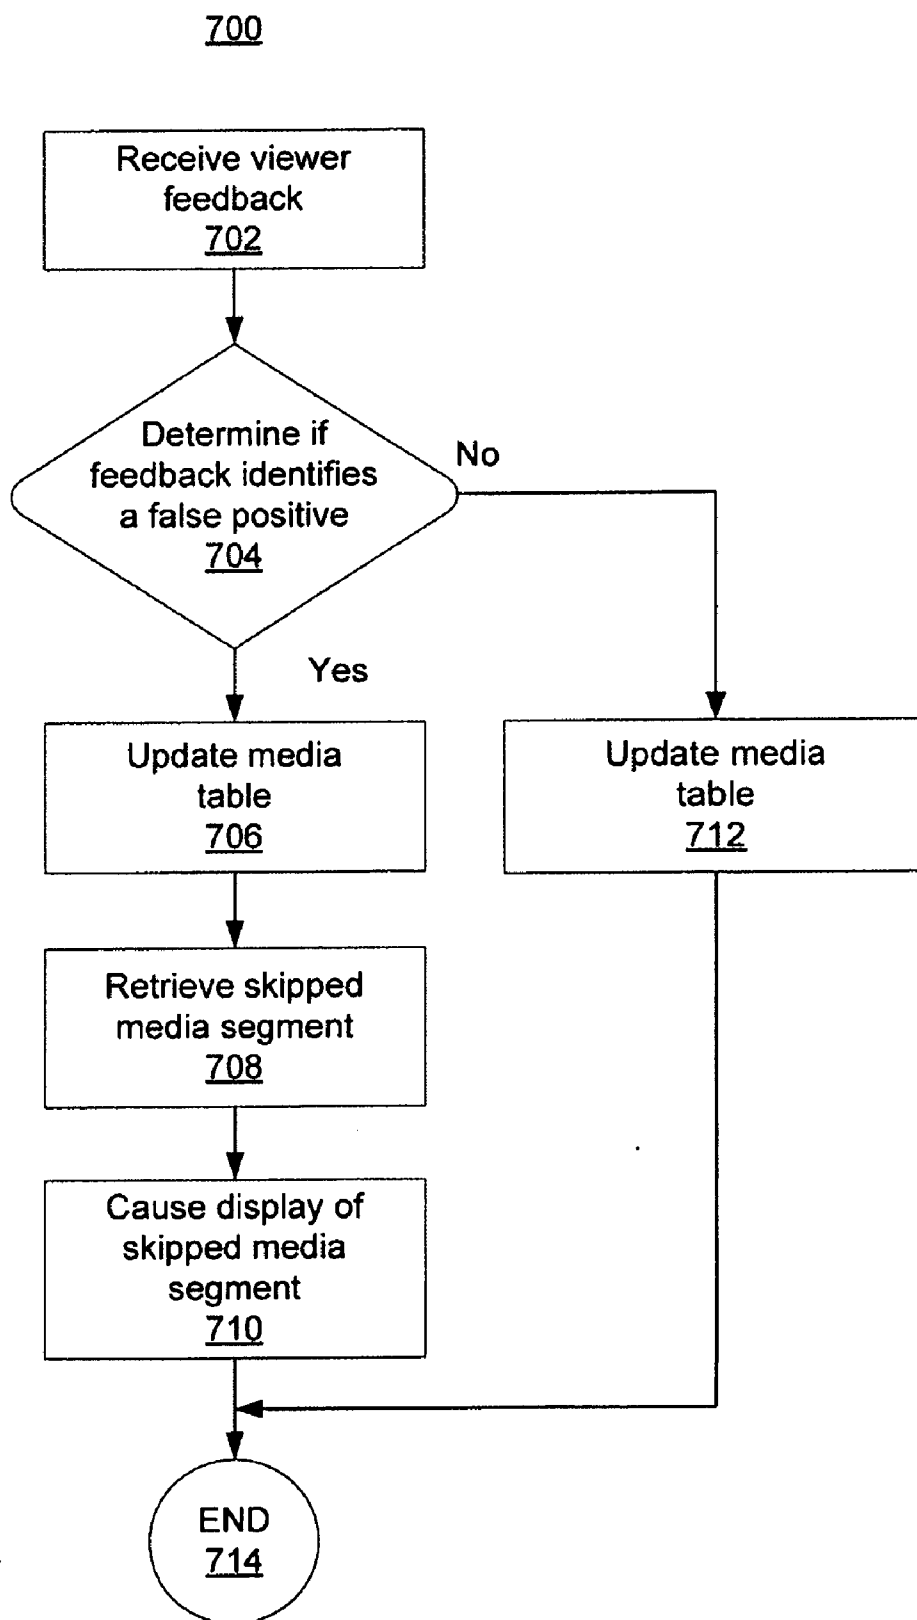 700
Receive viewer
feedback
702
Determine if
feedback identifies
a false positive
704
No
Yes
Update media
table
706
Update media
table
712
Retrieve skipped
media segment
708
Cause display of
skipped media
segment
710
END
714